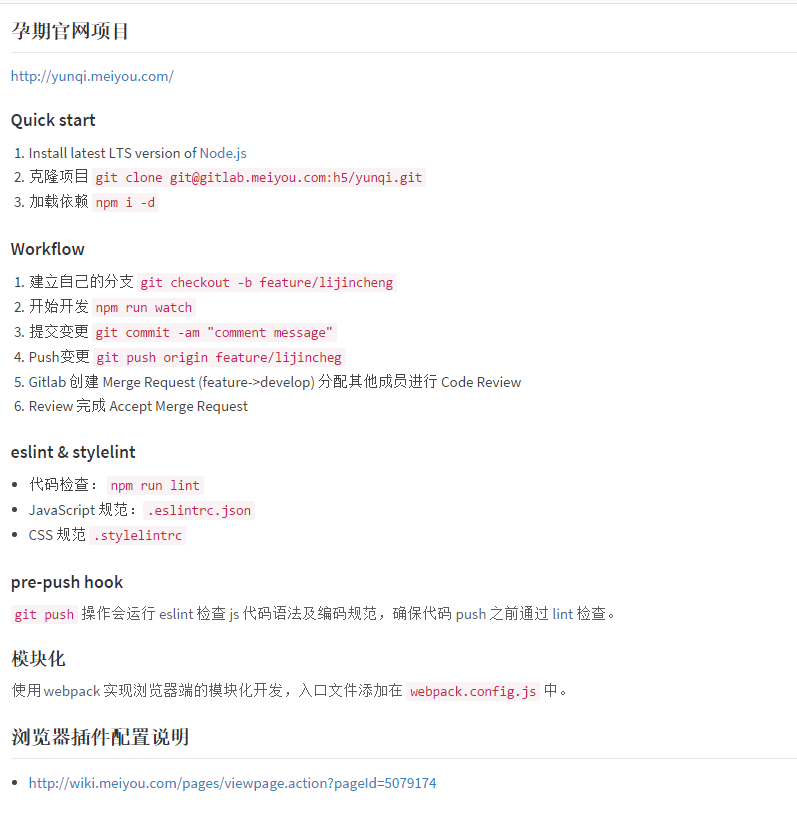 孕期官网项目
http://yunqi.meiyou.com/
Quick start
1. Install latest LTS version of Node.js
2. 克隆项目 git clone git@gitlab.meiyou.com:h5/yunqi.git
3. 加载依赖 npm i -d
Workflow
1. 建立自己的分支 git checkout -b feature/lijincheng
2. 开始开发 npm run watch
3. 提交变更 git commit -am "comment message"
4. Push变更 git push origin feature/lijincheg
5. Gitlab 创建 Merge Request (feature->develop) 分配其他成员进行 Code Review
6. Review 完成 Accept Merge Request
eslint & stylelint
• 代码检查： npm run lint
• JavaScript 规范： .eslintrc.json
• CSS 规范 .stylelintrc
pre-push hook
git push 操作会运行 eslint 检查 js 代码语法及编码规范，确保代码 push 之前通过 lint 检查。
模块化
使用 webpack 实现浏览器端的模块化开发，入口文件添加在 webpack.config.js 中。
浏览器插件配置说明
• http://wiki.meiyou.com/pages/viewpage.action?pageId=5079174